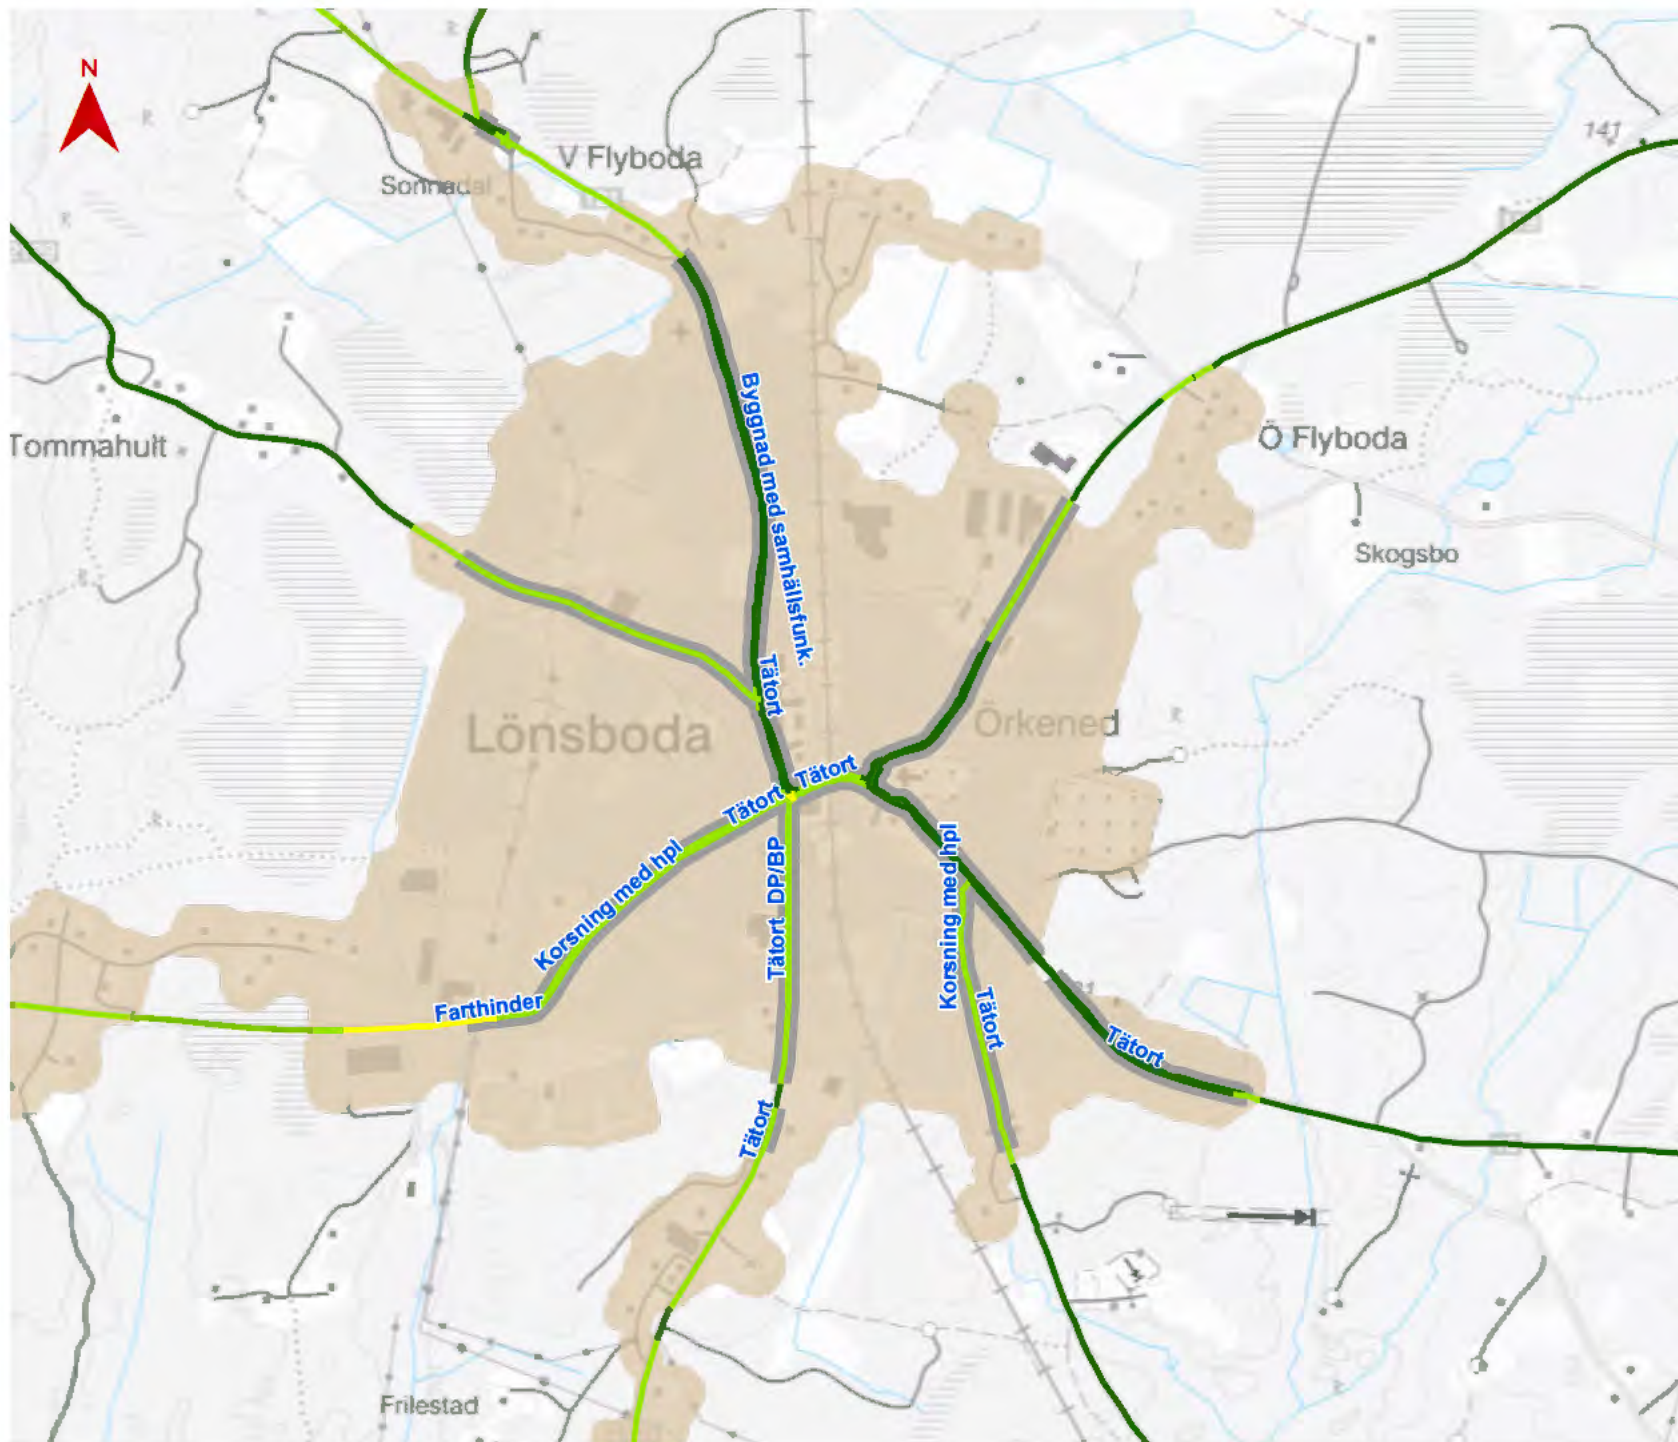 N
141
V Flyboda
Sonnedal
Byggnad med samhällsfunk.
Tommahult
Ö Flyboda
Skogsbo
Tätort
Lönsboda
Örkened
Tätort
Tätort
Korsning med hpl
Tätort DP/BP
Korsning med hpl
Farthinder
Tätort
Tätort
Tätort
Frilestad